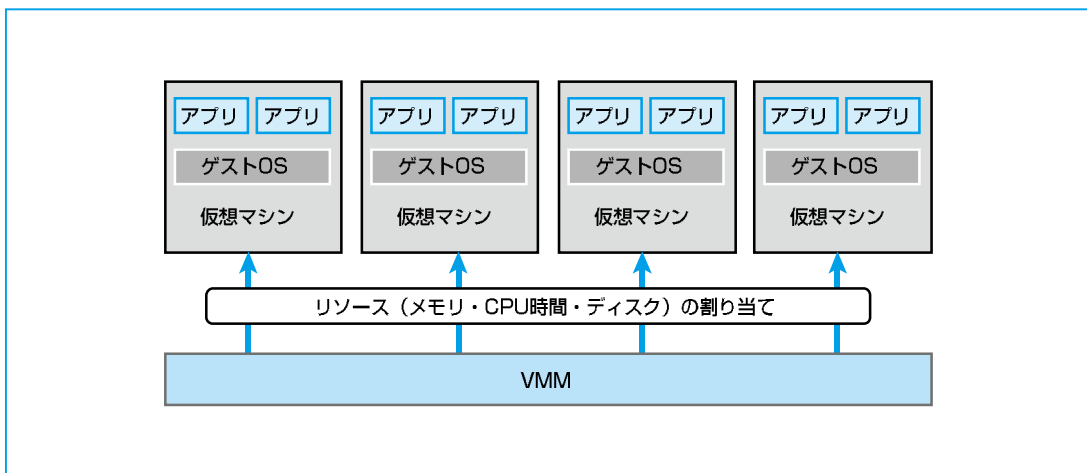 アプリ アプリ アプリ アプリ アプリ アプリ アプリ アプリ
ゲストOS ゲストOS ゲストOS ゲストOS
仮想マシン 仮想マシン 仮想マシン 仮想マシン
リソース（メモリ・CPU時間・ディスク）の割り当て
VMM